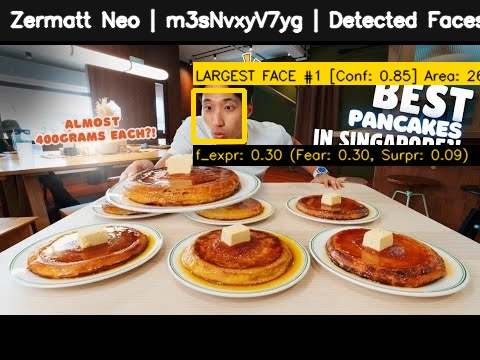 Zermatt Neo | m3sNvxyV7yg | Detected Faces
LARGEST FACE #1 [Conf: 0.85] Area: 26
BEST
PANCAKES
IN SINGAPORE!
ALMOST
400GRAMS EACH?!
f_expr: 0.30 (Fear: 0.30, Surpr: 0.09)